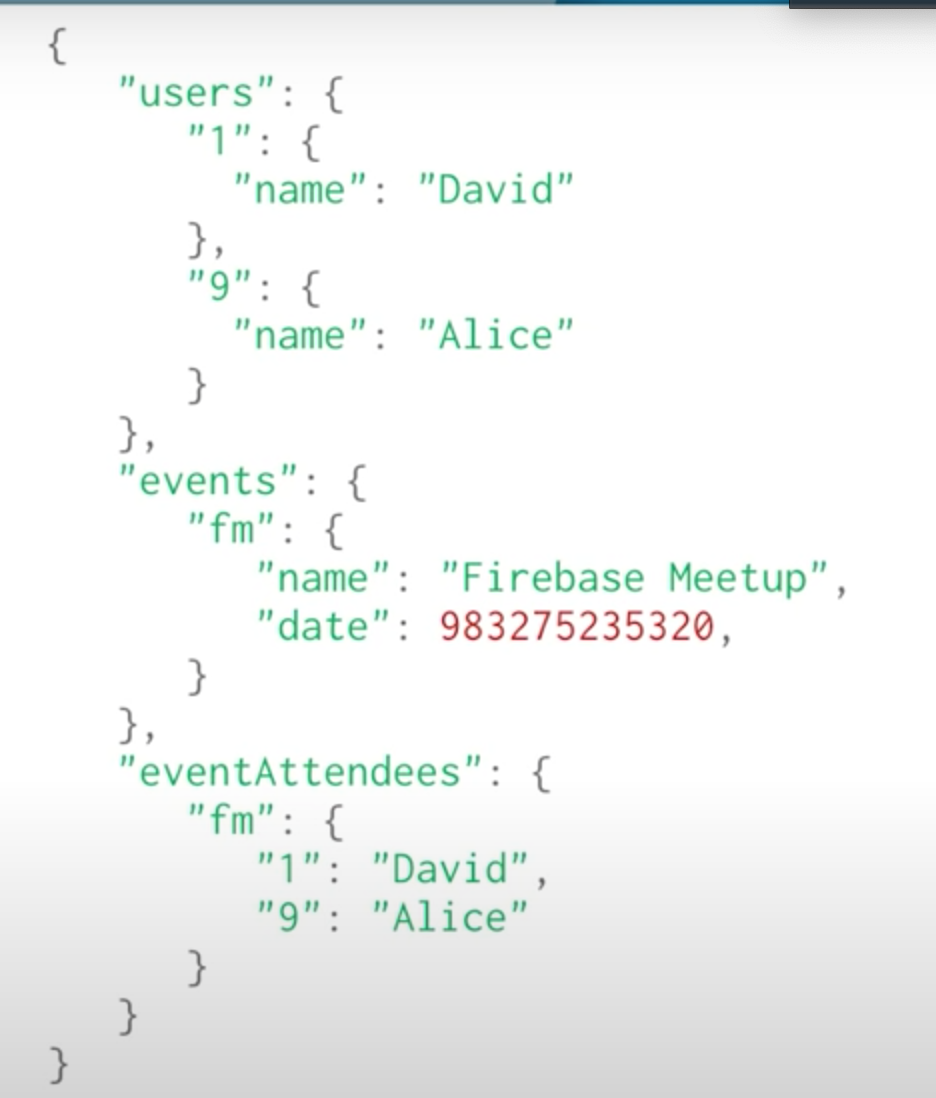 {
"users": {
"1": {
"name": "David"
},
"9": {
"name": "Alice"
}
},
"events": {
"fm": {
"name": "Firebase Meetup",
"date": 983275235320,
}
},
"eventAttendees": {
"fm": {
"1": "David",
"9": "Alice"
}
}
}